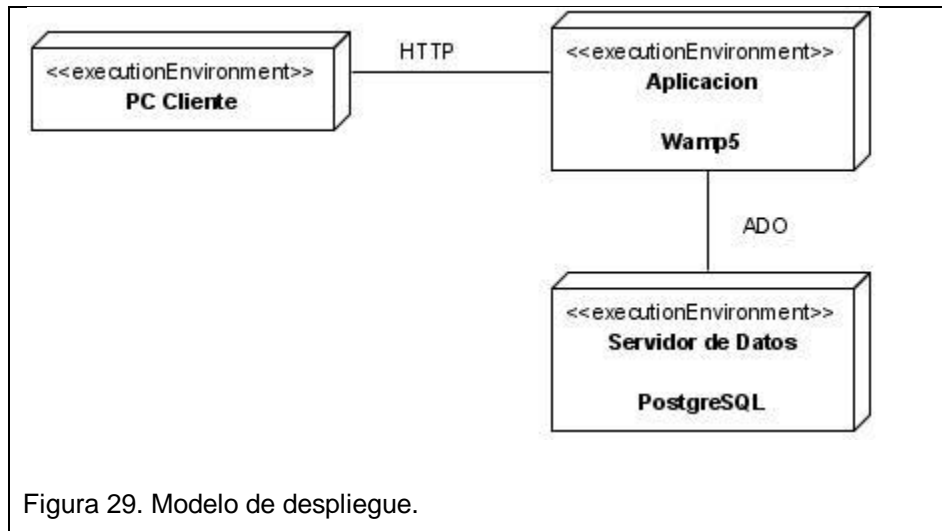 <<executionEnvironment>>
PC Cliente
HTTP
<<executionEnvironment>>
Aplicacion
Wamp5
ADO
<<executionEnvironment>>
Servidor de Datos
PostgreSQL
Figura 29. Modelo de despliegue.